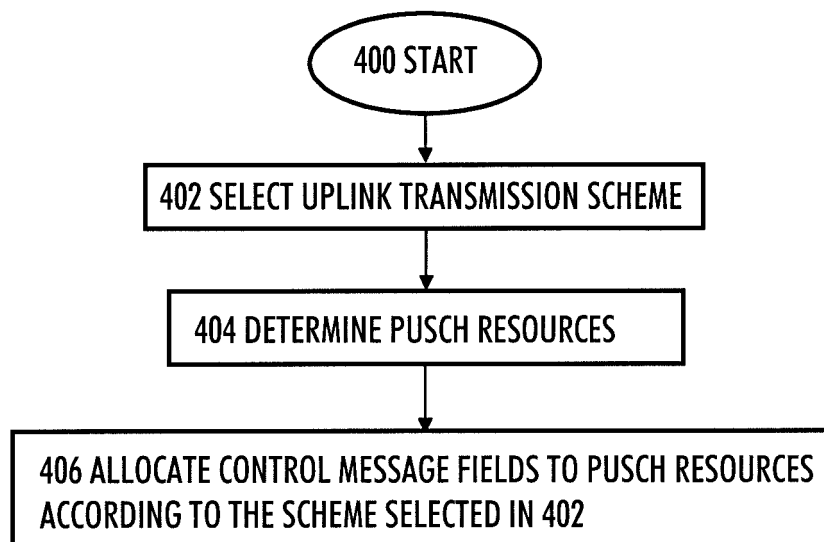 400 START
402 SELECT UPLINK TRANSMISSION SCHEME
404 DETERMINE PUSCH RESOURCES
406 ALLOCATE CONTROL MESSAGE FIELDS TO PUSCH RESOURCES
ACCORDING TO THE SCHEME SELECTED IN 402